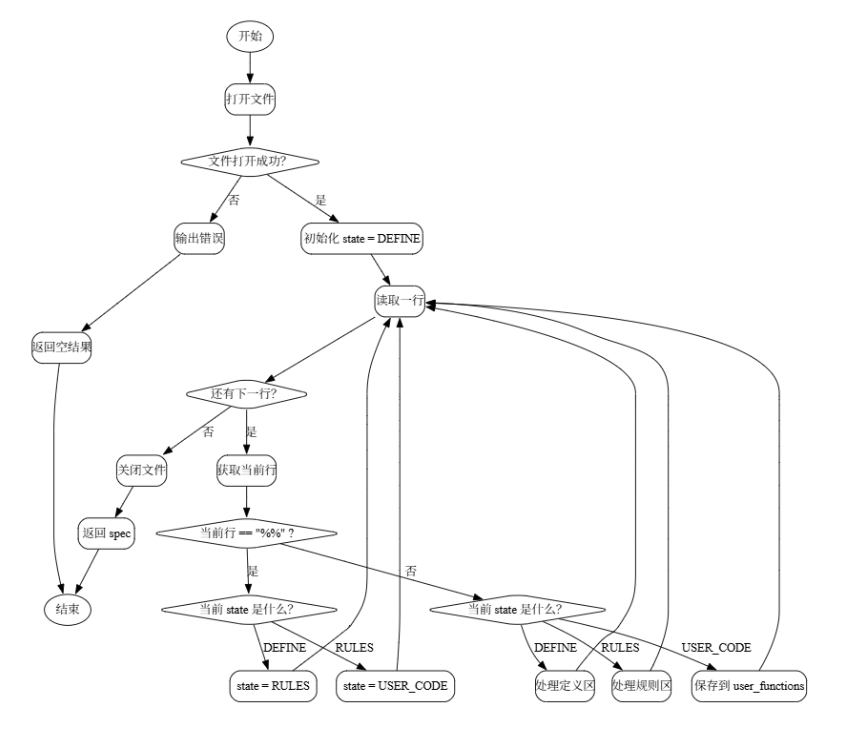 开始
打开文件
文件打开成功?
否
是
输出错误
初始化 state = DEFINE
读取一行
返回空结果
还有下一行?
否
是
关闭文件
获取当前行
返回 spec
当前行 == "%%" ?
是
否
结束
当前 state 是什么?
当前 state 是什么?
DEFINE
RULES
DEFINE
RULES
USER_CODE
state = RULES
state = USER_CODE
处理定义区
处理规则区
保存到 user_functions